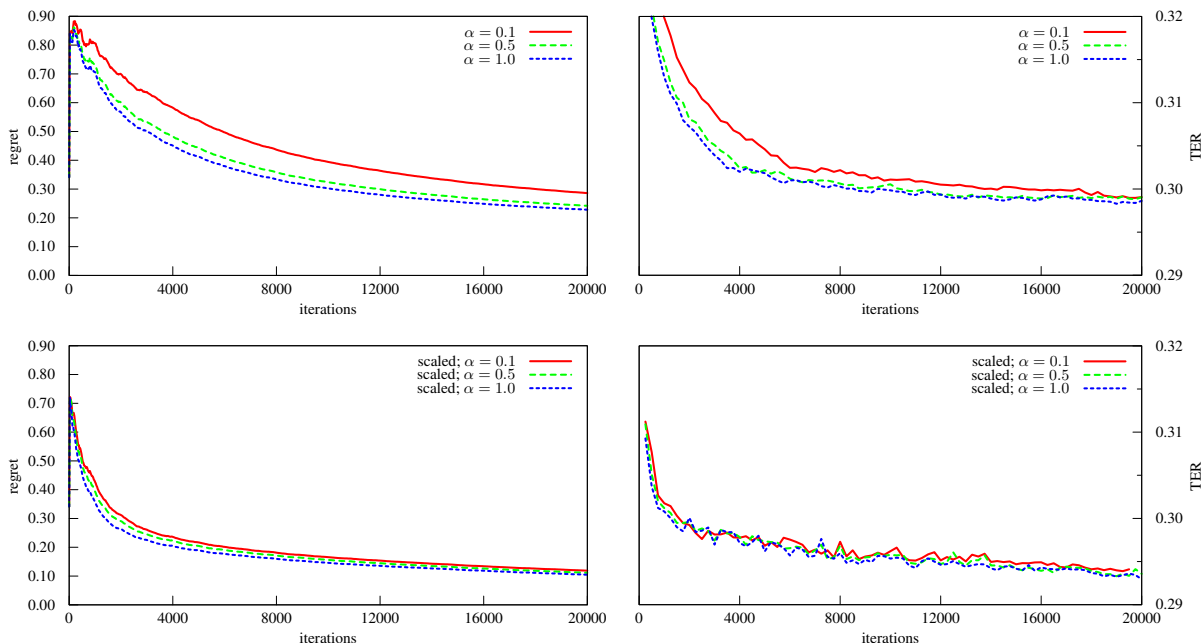 0.90
0.80
0.70
0.60
0.50
0.40
0.30
0.20
0.10
0.00
regret
0 4000 8000 12000 16000 20000
iterations
α = 0.1
α = 0.5
α = 1.0
0.32
0.31
0.30
0.29
TER
0 4000 8000 12000 16000 20000
iterations
α = 0.1
α = 0.5
α = 1.0
0.90
0.80
0.70
0.60
0.50
0.40
0.30
0.20
0.10
0.00
regret
0 4000 8000 12000 16000 20000
iterations
scaled; α = 0.1
scaled; α = 0.5
scaled; α = 1.0
0.32
0.31
0.30
0.29
TER
0 4000 8000 12000 16000 20000
iterations
scaled; α = 0.1
scaled; α = 0.5
scaled; α = 1.0